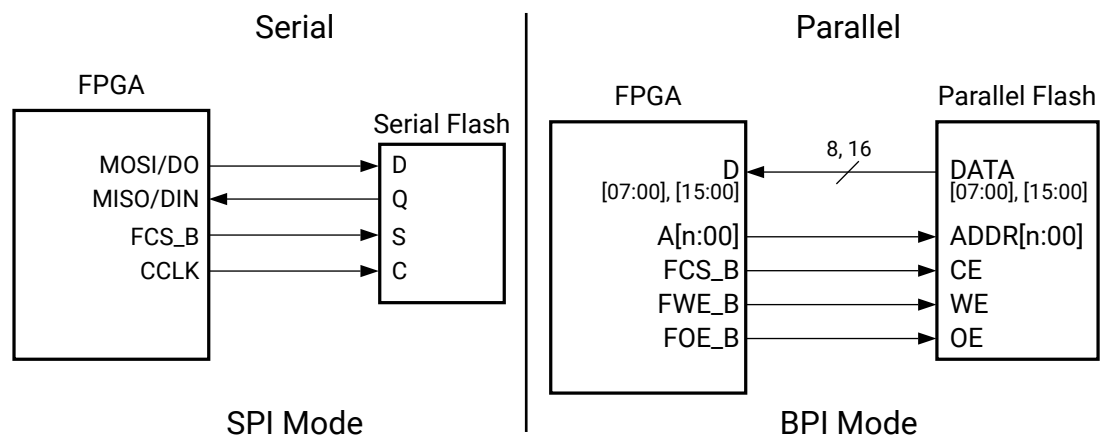 Serial
FPGA
Serial Flash
MOSI/DO
D
MISO/DIN
Q
FCS_B
S
CCLK
C
SPI Mode
Parallel
FPGA
Parallel Flash
8, 16
D
[07:00], [15:00]
DATA
[07:00], [15:00]
A[n:00]
ADDR[n:00]
FCS_B
CE
FWE_B
WE
FOE_B
OE
BPI Mode